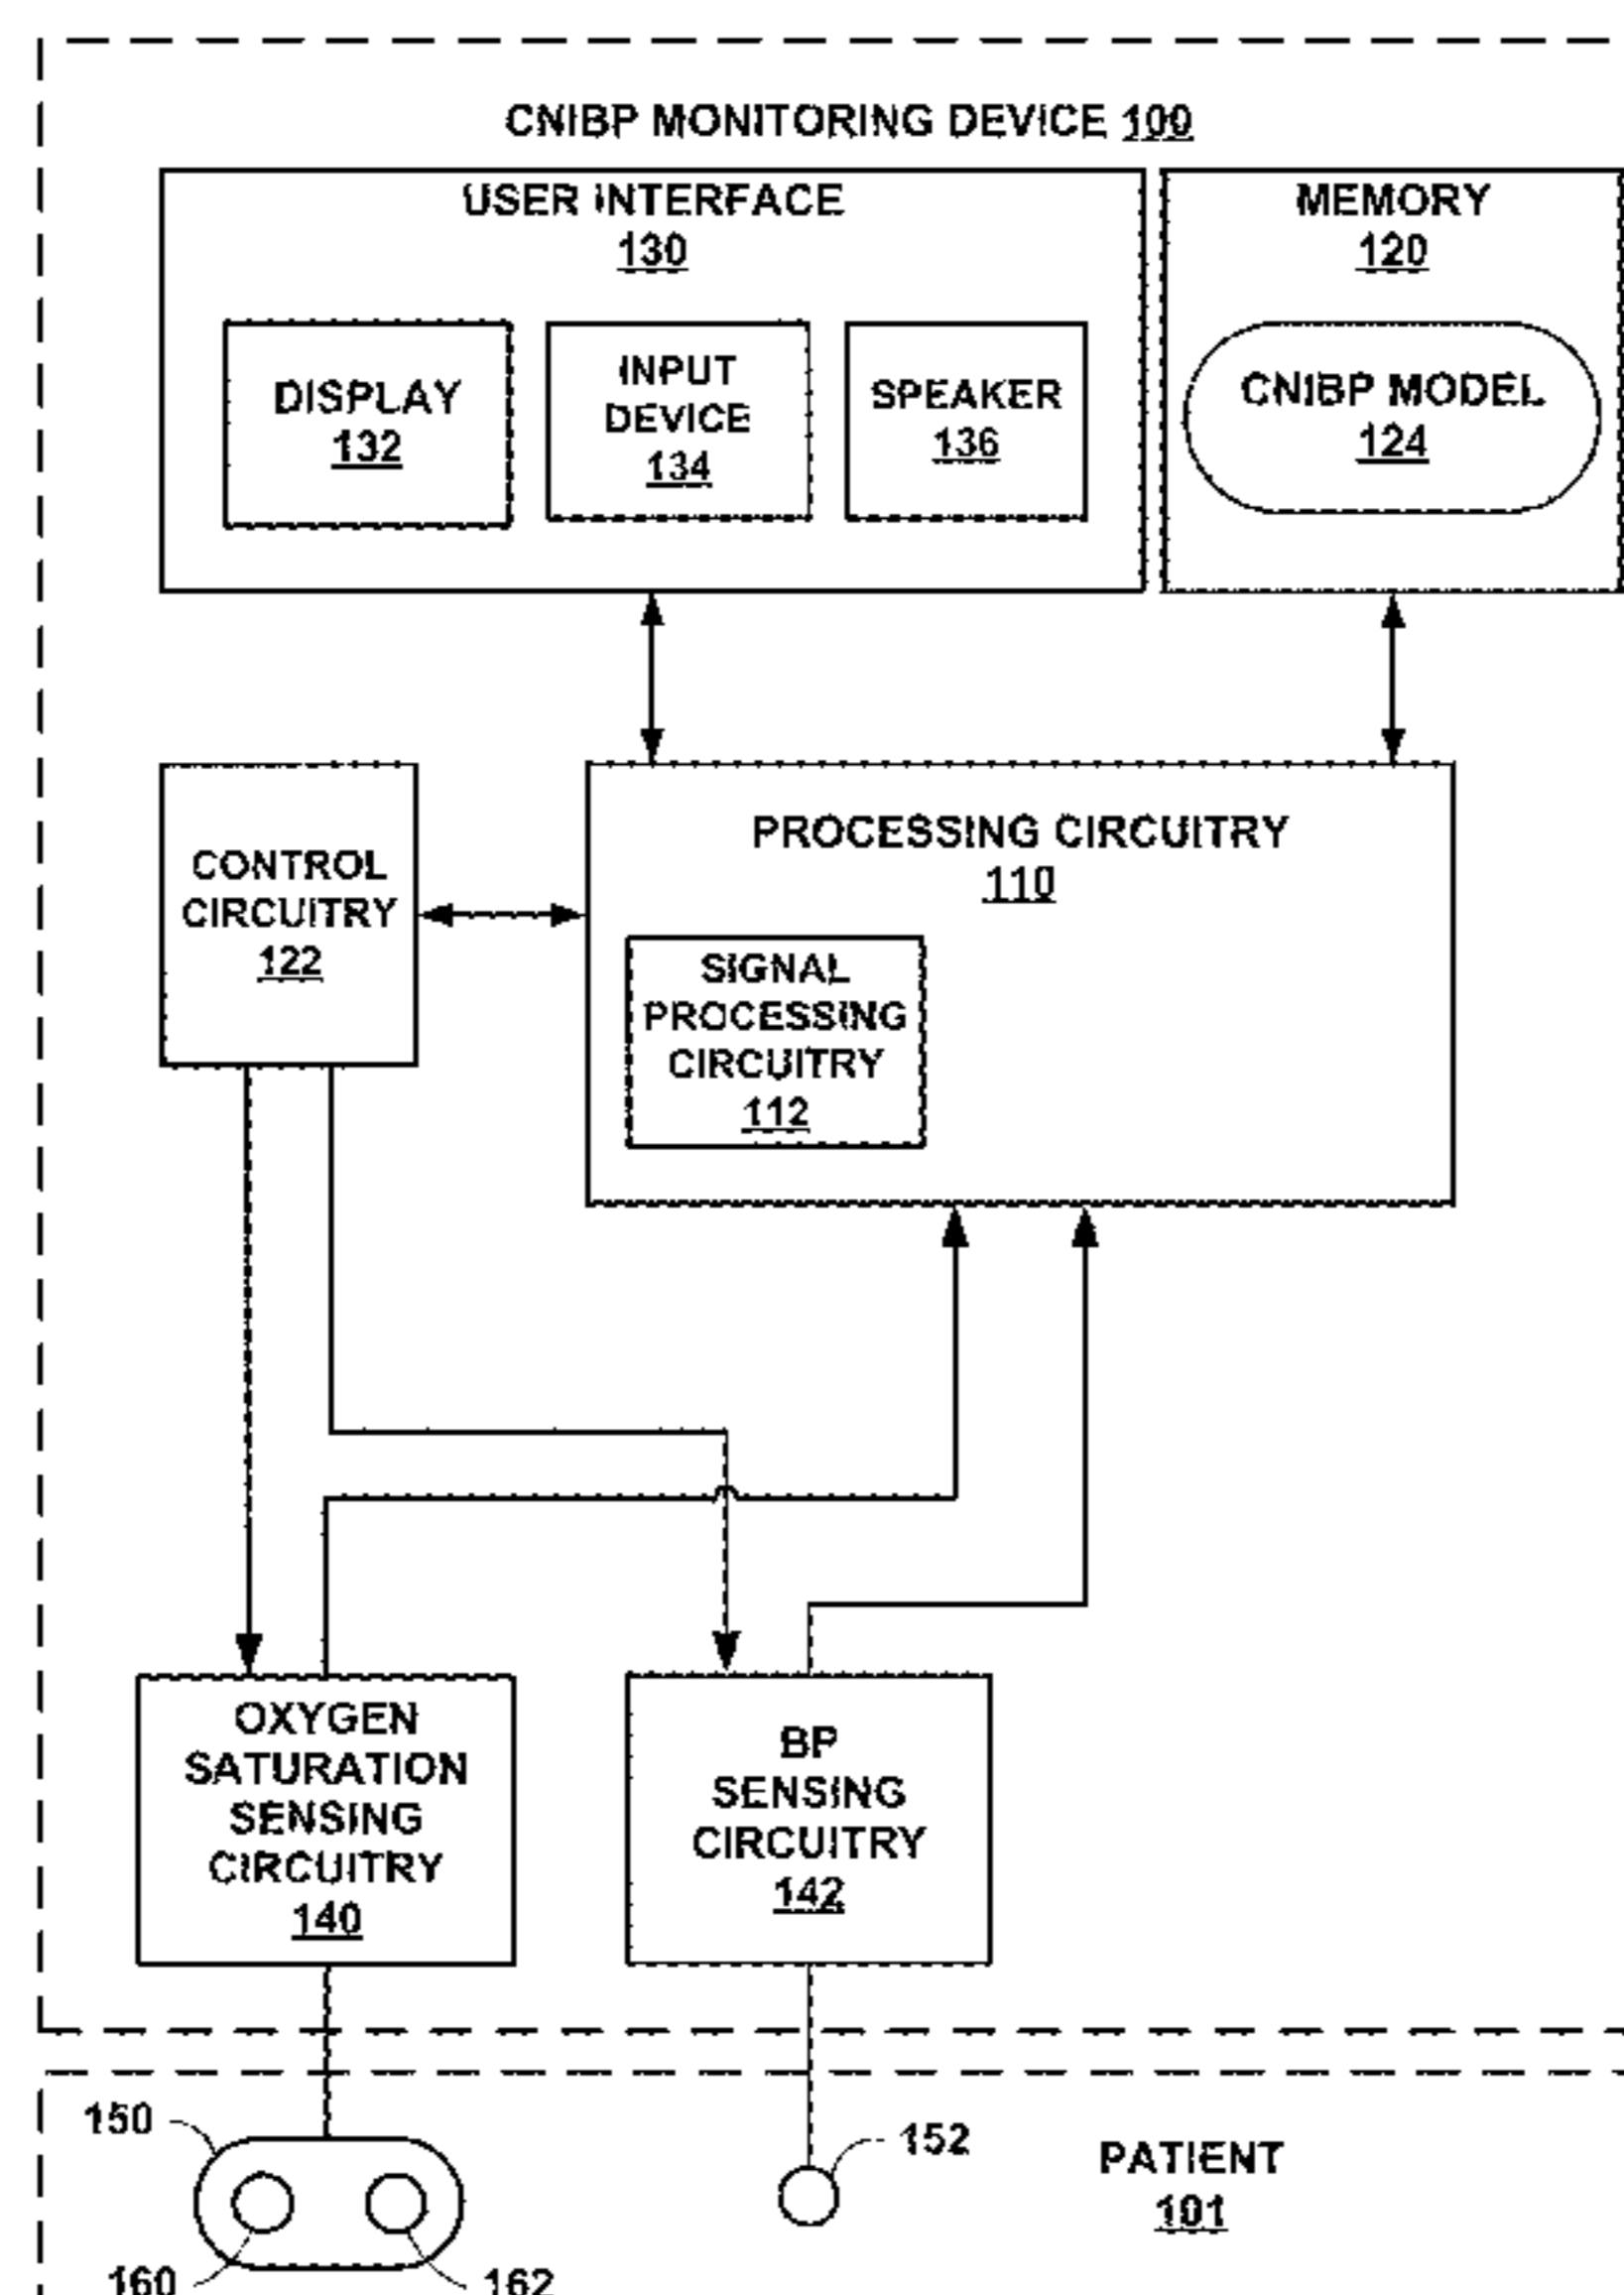 CNIBP MONITORING DEVICE 100
USER INTERFACE
130
DISPLAY
132
INPUT
DEVICE
134
SPEAKER
136
MEMORY
120
CNIBP MODEL
124
CONTROL
CIRCUITRY
122
PROCESSING CIRCUITRY
110
SIGNAL
PROCESSING
CIRCUITRY
112
OXYGEN
SATURATION
SENSING
CIRCUITRY
140
BP
SENSING
CIRCUITRY
142
150
152
PATIENT
101
160
162